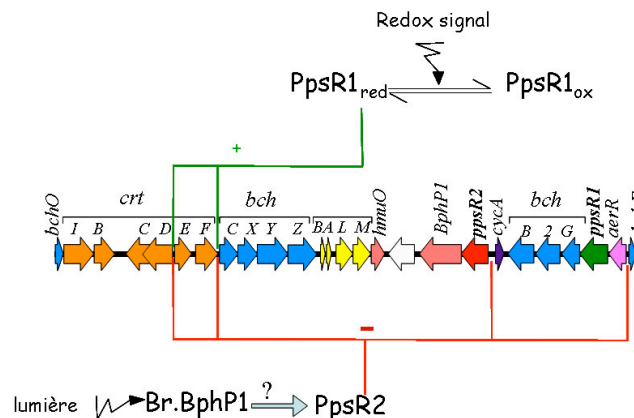 Redox signal
PpsR1red PpsR1ox
+
bchO crt bch hmuO BphP1 ppsR2 cycA bch ppsR1 aerR
I B C D E F C X Y Z B A L M B 2 G
-
lumière Br.BphP1 ? PpsR2